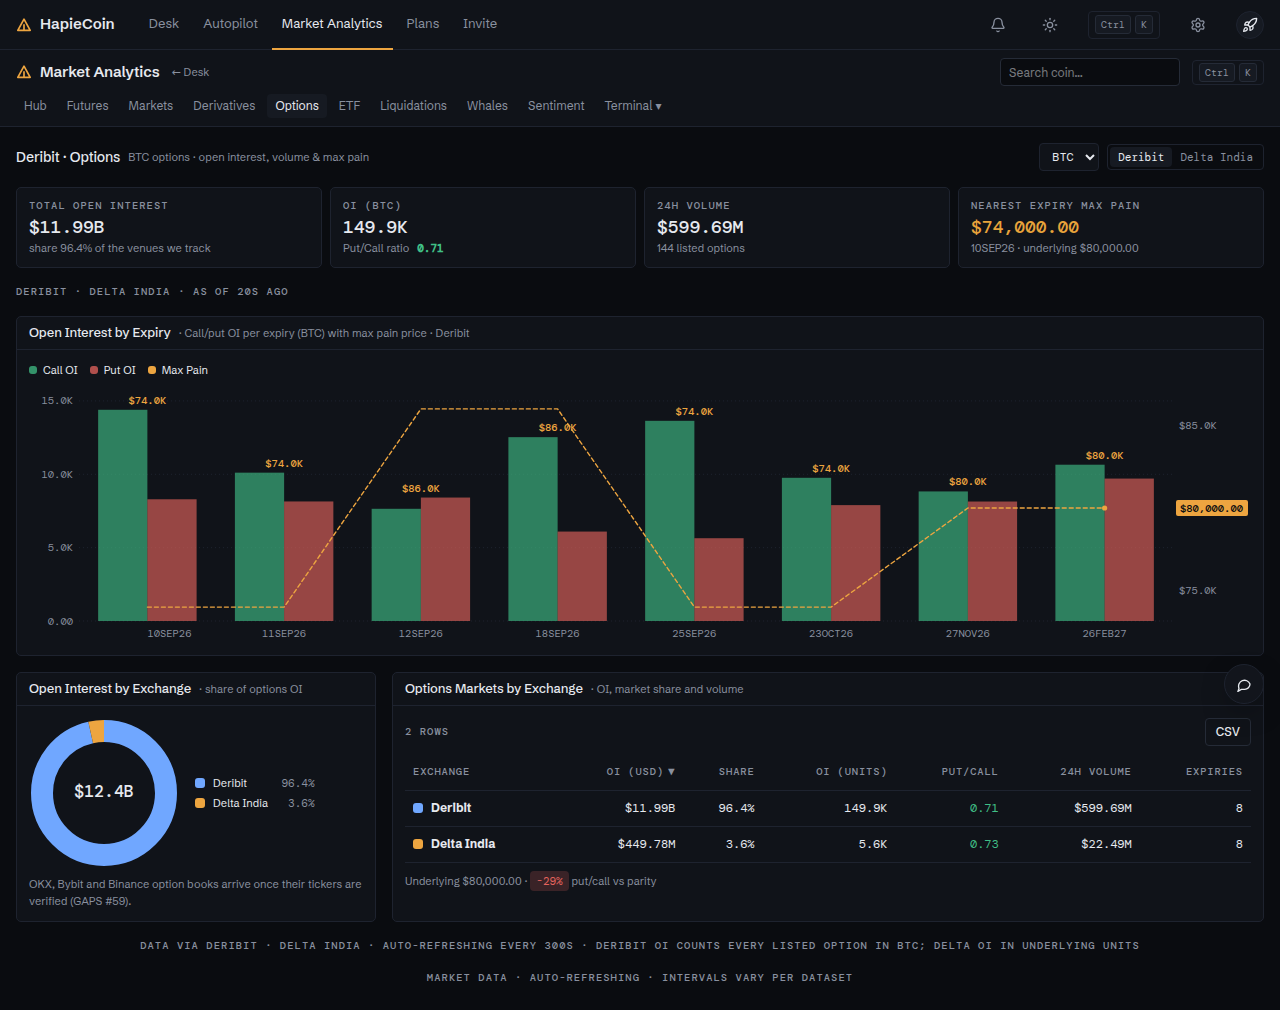 HapieCoin Desk Autopilot Market Analytics Plans Invite Ctrl K
Market Analytics ← Desk Search coin... Ctrl K
Hub Futures Markets Derivatives Options ETF Liquidations Whales Sentiment Terminal ▾
Deribit · Options BTC options · open interest, volume & max pain BTC Deribit Delta India
TOTAL OPEN INTEREST
$11.99B
share 96.4% of the venues we track
OI (BTC)
149.9K
Put/Call ratio 0.71
24H VOLUME
$599.69M
144 listed options
NEAREST EXPIRY MAX PAIN
$74,000.00
10SEP26 · underlying $80,000.00
DERIBIT · DELTA INDIA · AS OF 20S AGO
Open Interest by Expiry · Call/put OI per expiry (BTC) with max pain price · Deribit
Call OI Put OI Max Pain
15.0K
10.0K
5.0K
0.00
$74.0K
$74.0K
$86.0K
$86.0K
$74.0K
$74.0K
$80.0K
$80.0K
$85.0K
$80,000.00
$75.0K
10SEP26 11SEP26 12SEP26 18SEP26 25SEP26 23OCT26 27NOV26 26FEB27
Open Interest by Exchange · share of options OI
$12.4B
Deribit 96.4%
Delta India 3.6%
OKX, Bybit and Binance option books arrive once their tickers are
verified (GAPS #59).
Options Markets by Exchange · OI, market share and volume
2 ROWS CSV
EXCHANGE OI (USD) ▼ SHARE OI (UNITS) PUT/CALL 24H VOLUME EXPIRIES
Deribit $11.99B 96.4% 149.9K 0.71 $599.69M 8
Delta India $449.78M 3.6% 5.6K 0.73 $22.49M 8
Underlying $80,000.00 · -29% put/call vs parity
DATA VIA DERIBIT · DELTA INDIA · AUTO-REFRESHING EVERY 300S · DERIBIT OI COUNTS EVERY LISTED OPTION IN BTC; DELTA OI IN UNDERLYING UNITS
MARKET DATA · AUTO-REFRESHING · INTERVALS VARY PER DATASET